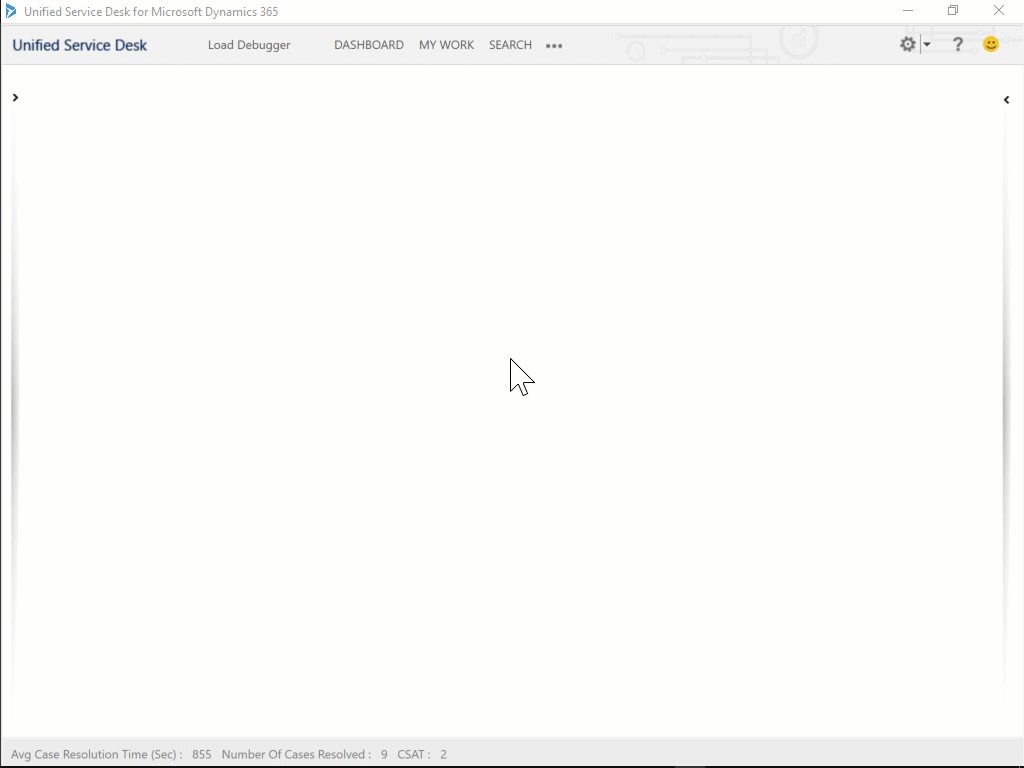 Unified Service Desk for Microsoft Dynamics 365
Unified Service Desk Load Debugger DASHBOARD MY WORK SEARCH
Avg Case Resolution Time (Sec) : 855 Number Of Cases Resolved : 9 CSAT : 2